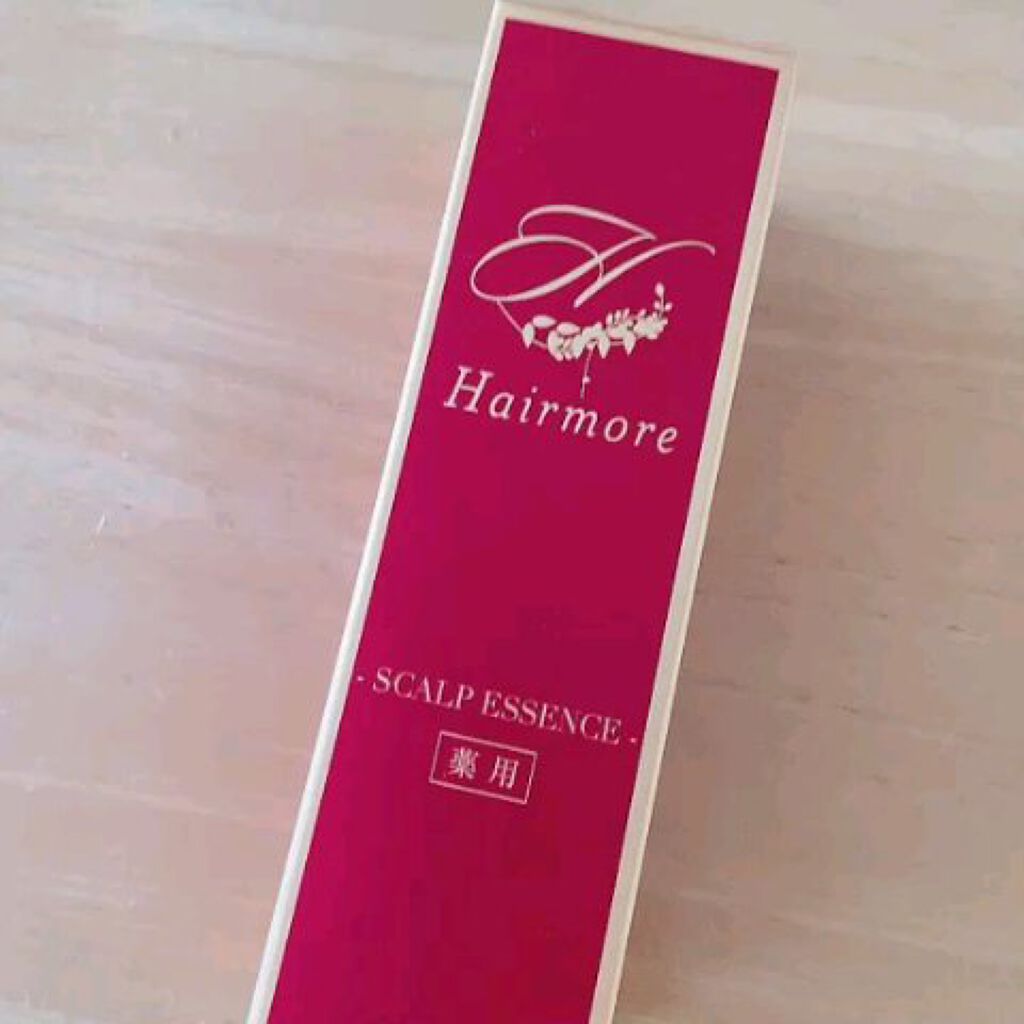 H
Hairmore
- SCALP ESSENCE -
薬用